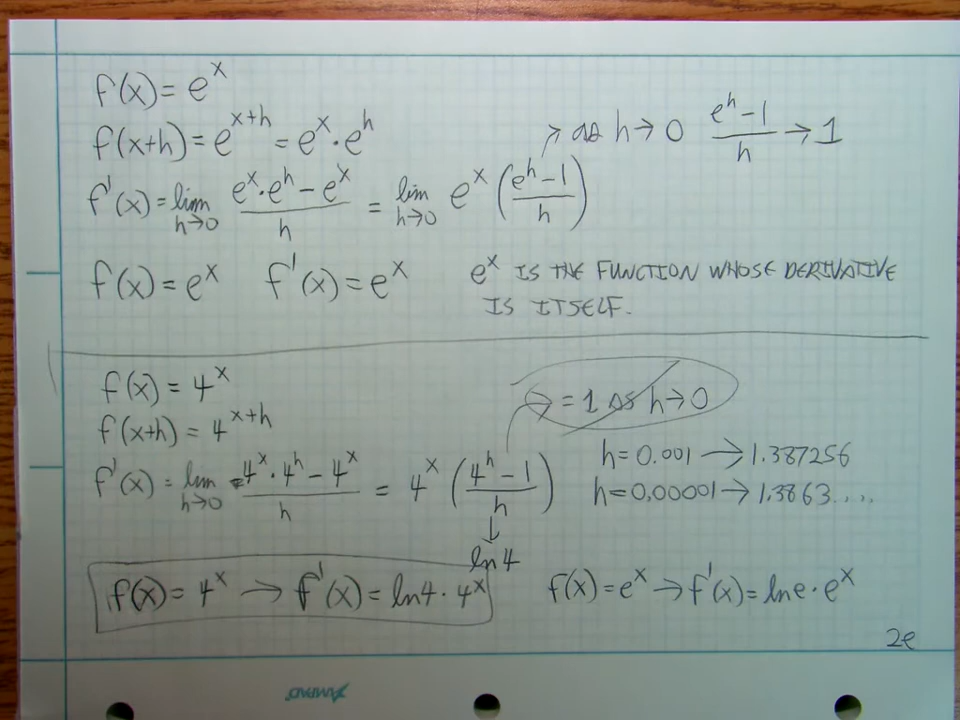 f(x) = e^x
f(x+h) = e^(x+h) = e^x · e^h
↗ as h → 0 (e^h - 1)/h → 1
f'(x) = lim h→0 (e^x · e^h - e^x)/h = lim h→0 e^x ((e^h - 1)/h)
f(x) = e^x f'(x) = e^x e^x IS THE FUNCTION WHOSE DERIVATIVE
IS ITSELF.
f(x) = 4^x
→ = 1 as h → 0
f(x+h) = 4^(x+h)
h = 0.001 → 1.387256
f'(x) = lim h→0 (4^x · 4^h - 4^x)/h = 4^x ((4^h - 1)/h)
h = 0.00001 → 1.3863....
↓
ln 4
f(x) = 4^x → f'(x) = ln4 · 4^x
f(x) = e^x → f'(x) = ln e · e^x
2e
AMPAD